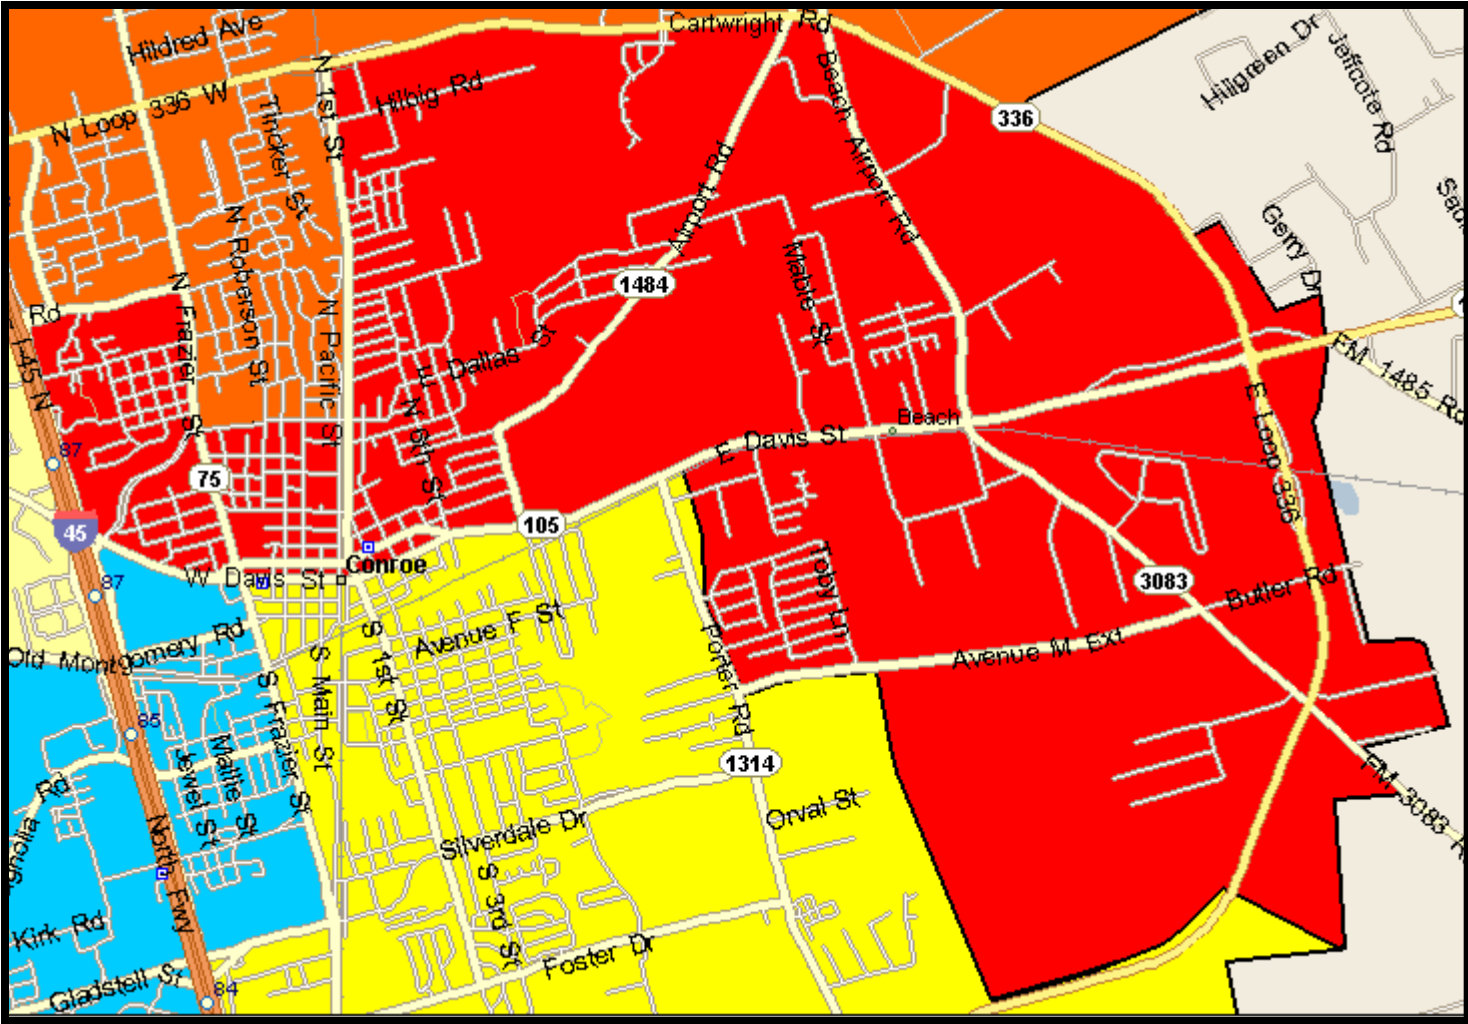 Cartwright Rd
Hildred Ave
N Loop 336 W
N 1st St
Hilbig Rd
Tincker St
Beach Airport Rd
336
Hillgreen Dr
Jeffcote Rd
Gerry Dr
Airport Rd
1484
Mable St
N Roberson St
N Pacific St
N Frazier St
Rd
I-45 N
E Dallas St
N 6th St
FM 1485 Rd
E Loop 336
Beach
E Davis St
87
75
45
105
Conroe
W Davis St
87
3083
Butler Rd
Toby Ln
Avenue F St
Old Montgomery Rd
S Main St
S 1st St
S Frazier St
Porter Rd
Avenue M Ext
85
Mattie St
Jewel St
1314
Orval St
Silverdale Dr
FM 3083
North Fwy
S 3rd St
Kirk Rd
Foster Dr
Gladstell St
84